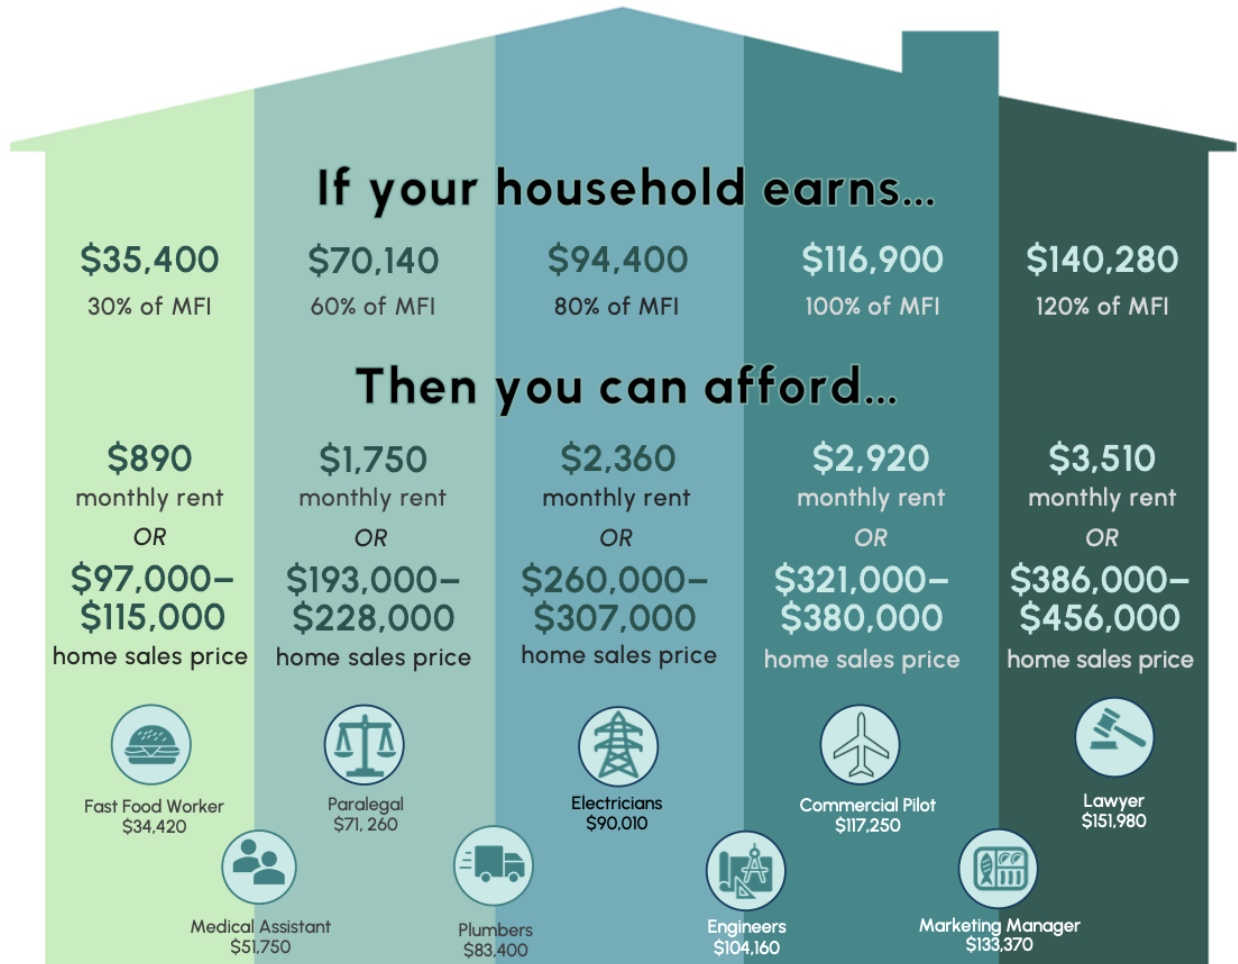 If your household earns...
$35,400
30% of MFI
$70,140
60% of MFI
$94,400
80% of MFI
$116,900
100% of MFI
$140,280
120% of MFI
Then you can afford...
$890
monthly rent
OR
$97,000–
$115,000
home sales price
$1,750
monthly rent
OR
$193,000–
$228,000
home sales price
$2,360
monthly rent
OR
$260,000–
$307,000
home sales price
$2,920
monthly rent
OR
$321,000–
$380,000
home sales price
$3,510
monthly rent
OR
$386,000–
$456,000
home sales price
Fast Food Worker
$34,420
Medical Assistant
$51,750
Paralegal
$71, 260
Plumbers
$83,400
Electricians
$90,010
Engineers
$104,160
Commercial Pilot
$117,250
Marketing Manager
$133,370
Lawyer
$151,980